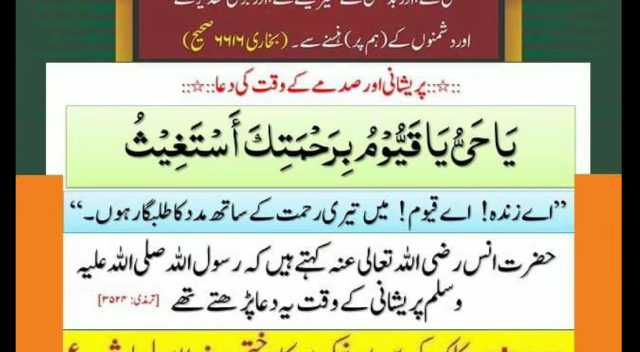 اور دشمنوں کے (ہم پر) ہنسنے سے۔ (بخاری ۶۶۱۶ صحیح)
::☆:: پریشانی اور صدمے کے وقت کی دعا ::☆::
يَا حَيُّ يَا قَيُّوْمُ بِرَحْمَتِكَ أَسْتَغِيْثُ
”اے زندہ! اے قیوم! میں تیری رحمت کے ساتھ مدد کا طلبگار ہوں۔“
حضرت انس رضی اللہ تعالی عنہ کہتے ہیں کہ رسول اللہ صلی اللہ علیہ
وسلم پریشانی کے وقت یہ دعا پڑھتے تھے [ترمذی: ۳۵۲۴]